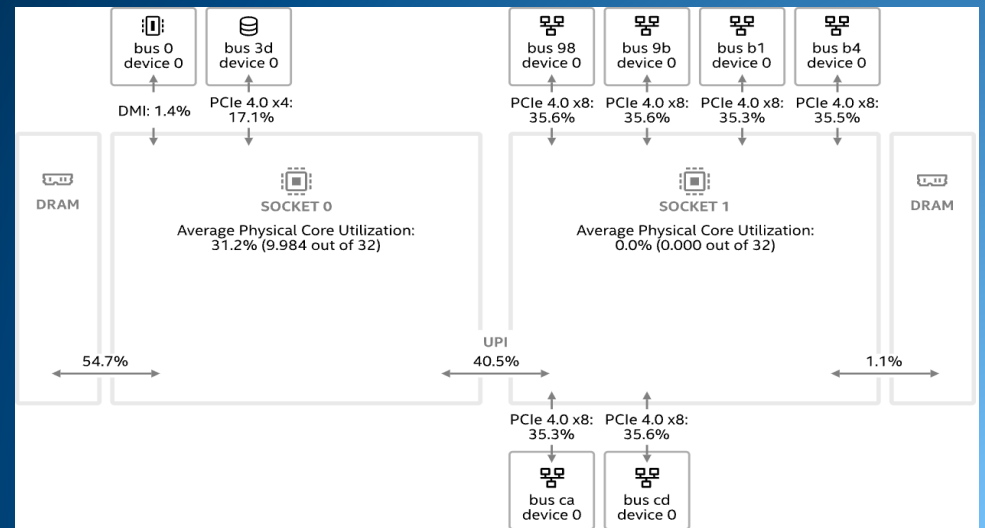 bus 0
device 0
bus 3d
device 0
bus 98
device 0
bus 9b
device 0
bus b1
device 0
bus b4
device 0
DMI: 1.4%
PCIe 4.0 x4:
17.1%
PCIe 4.0 x8:
35.6%
PCIe 4.0 x8:
35.6%
PCIe 4.0 x8:
35.3%
PCIe 4.0 x8:
35.5%
DRAM
SOCKET 0
Average Physical Core Utilization:
31.2% (9.984 out of 32)
SOCKET 1
Average Physical Core Utilization:
0.0% (0.000 out of 32)
DRAM
54.7%
UPI
40.5%
1.1%
PCIe 4.0 x8:
35.3%
PCIe 4.0 x8:
35.6%
bus ca
device 0
bus cd
device 0